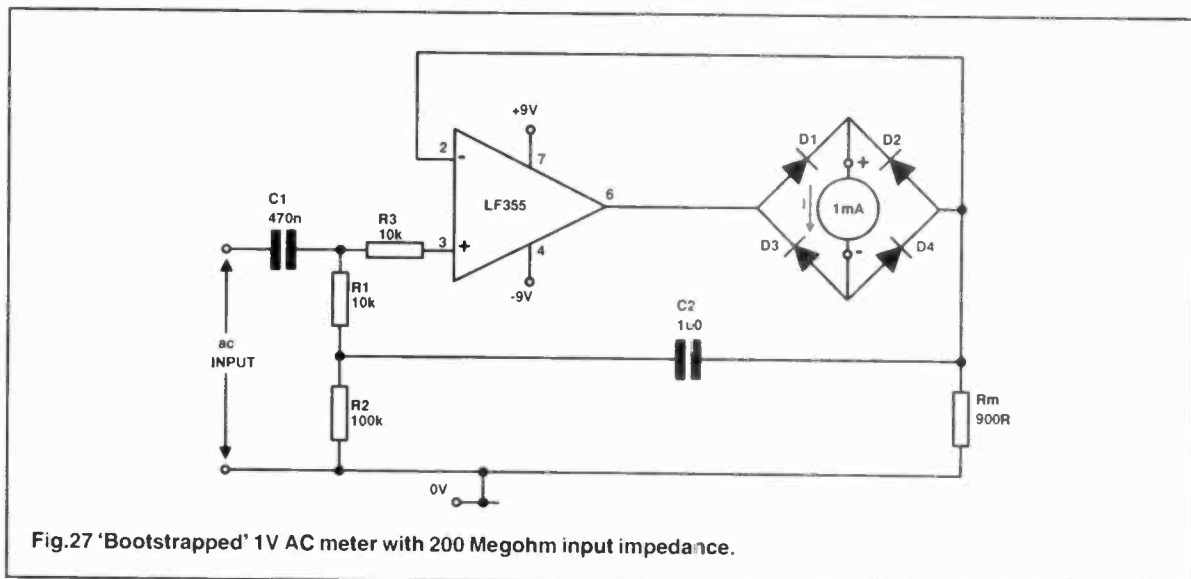 +9V
2
-
7
LF355
6
3
+
4
-9V
C1
470n
R3
10k
R1
10k
ac
INPUT
R2
100k
0V
D1
D2
+
1mA
I
-
D3
D4
C2
1u0
Rm
900R
Fig.27 'Bootstrapped' 1V AC meter with 200 Megohm input impedance.